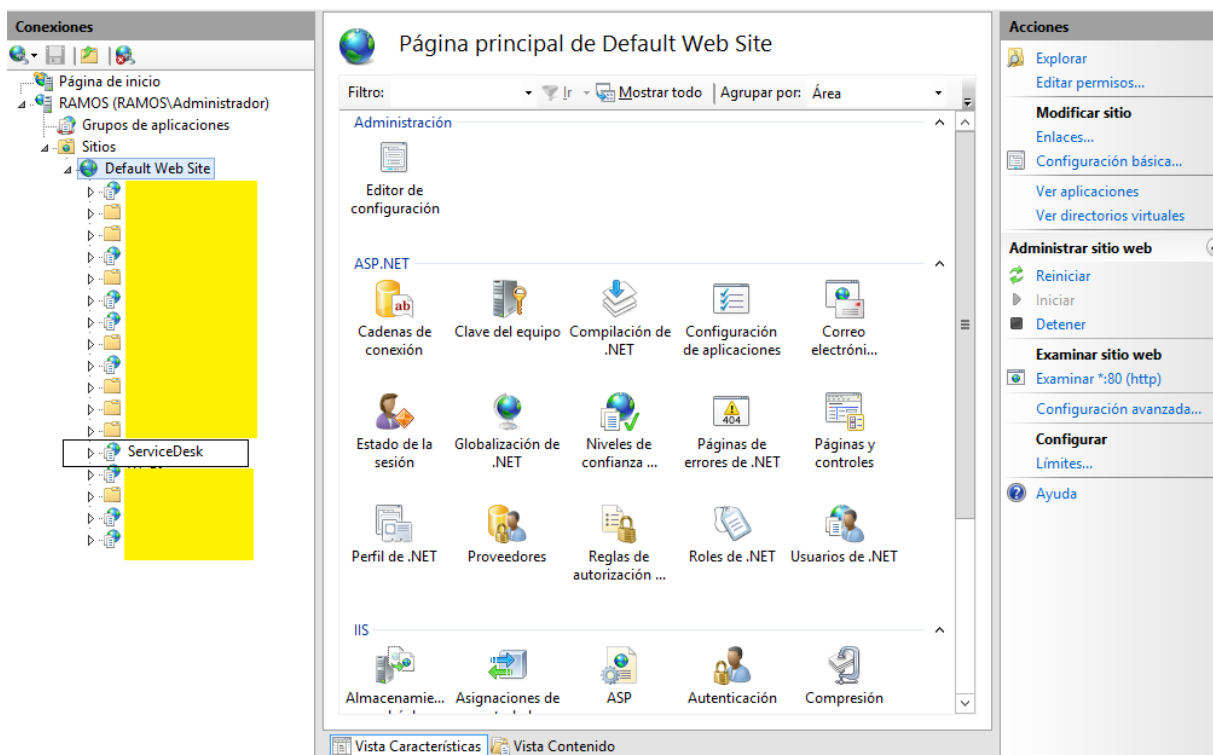 Conexiones
Página de inicio
RAMOS (RAMOS\Administrador)
Grupos de aplicaciones
Sitios
Default Web Site
ServiceDesk
Página principal de Default Web Site
Filtro:
Ir
Mostrar todo
Agrupar por:
Área
Administración
Editor de
configuración
ASP.NET
Cadenas de
conexión
Clave del equipo
Compilación de
.NET
Configuración
de aplicaciones
Correo
electróni...
Estado de la
sesión
Globalización de
.NET
Niveles de
confianza ...
Páginas de
errores de .NET
Páginas y
controles
Perfil de .NET
Proveedores
Reglas de
autorización ...
Roles de .NET
Usuarios de .NET
IIS
Almacenamie...
Asignaciones de
ASP
Autenticación
Compresión
Vista Características
Vista Contenido
Acciones
Explorar
Editar permisos...
Modificar sitio
Enlaces...
Configuración básica...
Ver aplicaciones
Ver directorios virtuales
Administrar sitio web
Reiniciar
Iniciar
Detener
Examinar sitio web
Examinar *:80 (http)
Configuración avanzada...
Configurar
Límites...
Ayuda